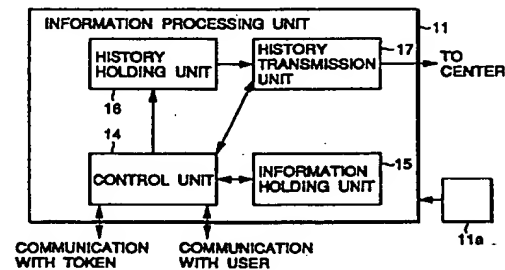 INFORMATION PROCESSING UNIT
11
HISTORY
HOLDING UNIT
16
HISTORY
TRANSMISSION
UNIT
17
TO
CENTER
14
CONTROL UNIT
15
INFORMATION
HOLDING UNIT
11a
COMMUNICATION
WITH TOKEN
COMMUNICATION
WITH USER